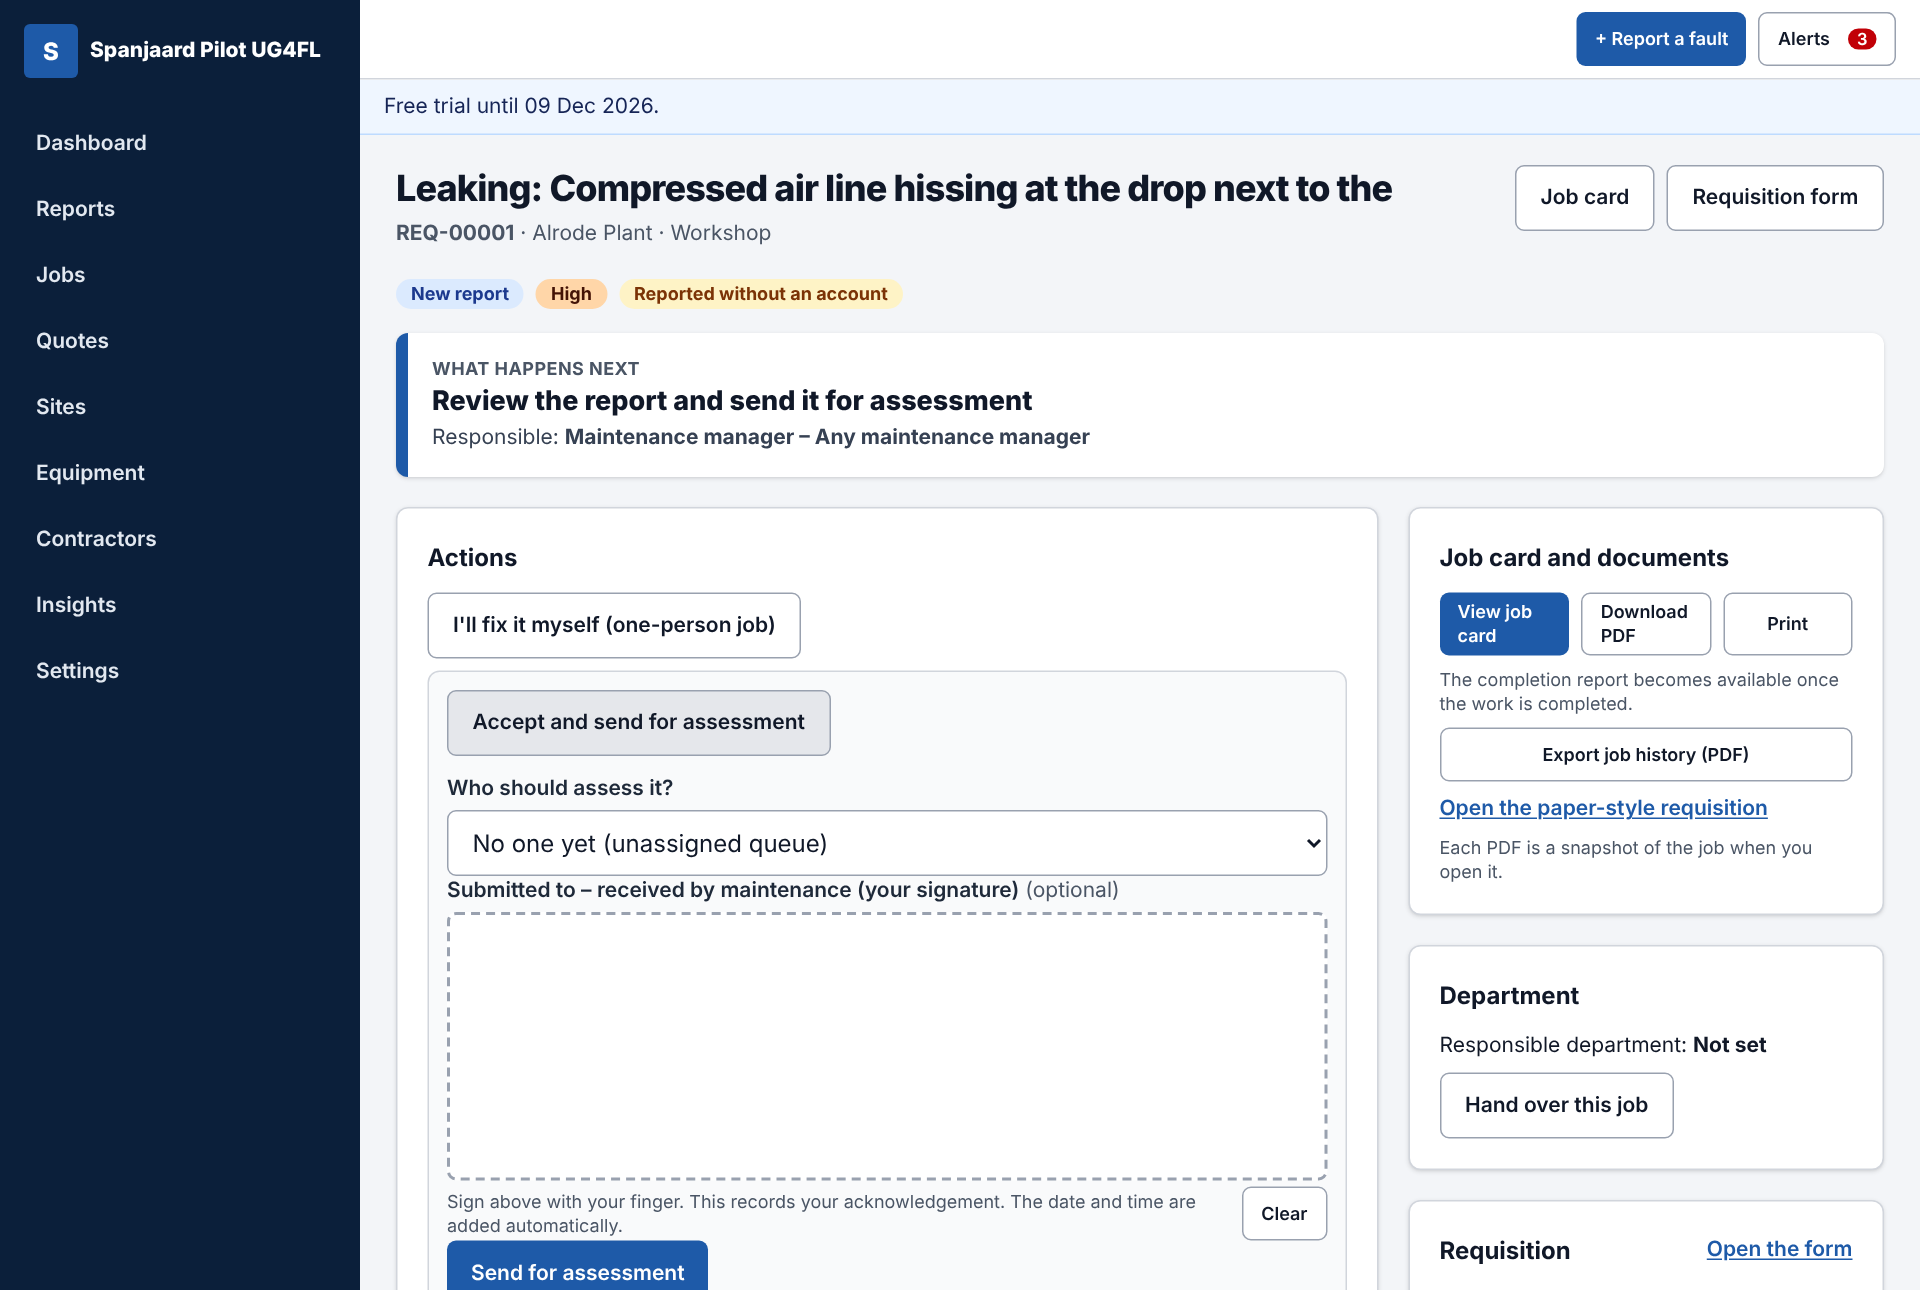 S
Spanjaard Pilot UG4FL
+ Report a fault
Alerts 3
Free trial until 09 Dec 2026.
Dashboard
Reports
Jobs
Quotes
Sites
Equipment
Contractors
Insights
Settings
Leaking: Compressed air line hissing at the drop next to the
REQ-00001 · Alrode Plant · Workshop
Job card
Requisition form
New report
High
Reported without an account
WHAT HAPPENS NEXT
Review the report and send it for assessment
Responsible: Maintenance manager – Any maintenance manager
Actions
I'll fix it myself (one-person job)
Accept and send for assessment
Who should assess it?
No one yet (unassigned queue)
Submitted to – received by maintenance (your signature) (optional)
Sign above with your finger. This records your acknowledgement. The date and time are
added automatically.
Clear
Send for assessment
Job card and documents
View job
card
Download
PDF
Print
The completion report becomes available once
the work is completed.
Export job history (PDF)
Open the paper-style requisition
Each PDF is a snapshot of the job when you
open it.
Department
Responsible department: Not set
Hand over this job
Requisition
Open the form